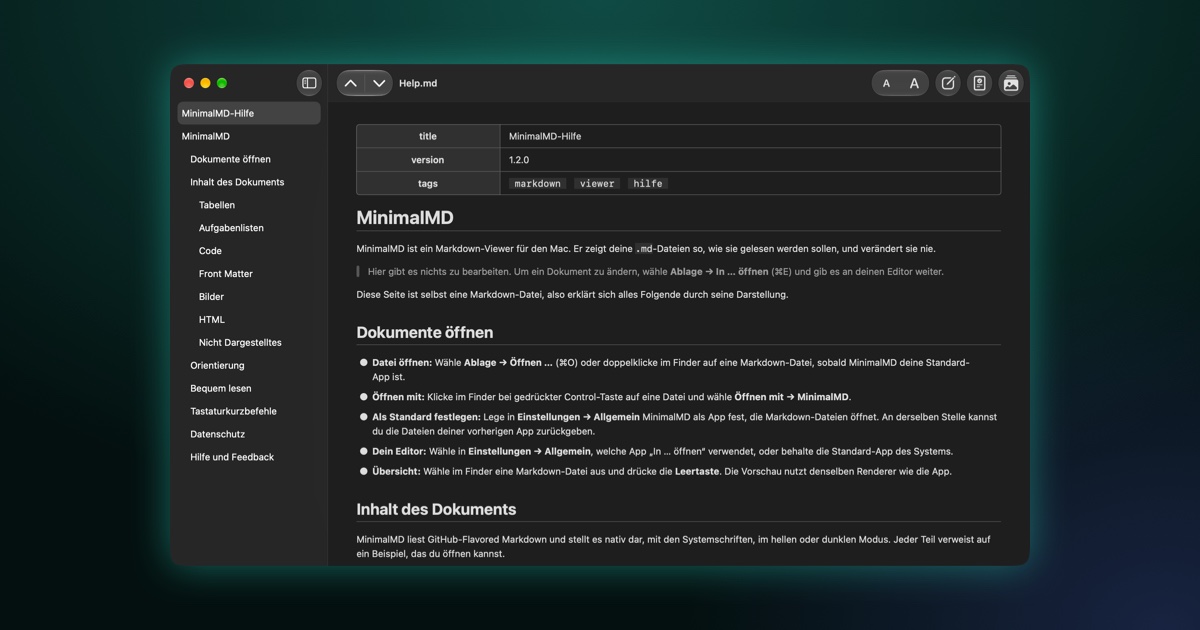 Help.md
A A
MinimalMD-Hilfe
MinimalMD
Dokumente öffnen
Inhalt des Dokuments
Tabellen
Aufgabenlisten
Code
Front Matter
Bilder
HTML
Nicht Dargestelltes
Orientierung
Bequem lesen
Tastaturkurzbefehle
Datenschutz
Hilfe und Feedback
title MinimalMD-Hilfe
version 1.2.0
tags markdown viewer hilfe
MinimalMD
MinimalMD ist ein Markdown-Viewer für den Mac. Er zeigt deine .md-Dateien so, wie sie gelesen werden sollen, und verändert sie nie.
Hier gibt es nichts zu bearbeiten. Um ein Dokument zu ändern, wähle Ablage → In … öffnen (⌘E) und gib es an deinen Editor weiter.
Diese Seite ist selbst eine Markdown-Datei, also erklärt sich alles Folgende durch seine Darstellung.
Dokumente öffnen
● Datei öffnen: Wähle Ablage → Öffnen … (⌘O) oder doppelklicke im Finder auf eine Markdown-Datei, sobald MinimalMD deine Standard-
App ist.
● Öffnen mit: Klicke im Finder bei gedrückter Control-Taste auf eine Datei und wähle Öffnen mit → MinimalMD.
● Als Standard festlegen: Lege in Einstellungen → Allgemein MinimalMD als App fest, die Markdown-Dateien öffnet. An derselben Stelle kannst
du die Dateien deiner vorherigen App zurückgeben.
● Dein Editor: Wähle in Einstellungen → Allgemein, welche App „In … öffnen“ verwendet, oder behalte die Standard-App des Systems.
● Übersicht: Wähle im Finder eine Markdown-Datei aus und drücke die Leertaste. Die Vorschau nutzt denselben Renderer wie die App.
Inhalt des Dokuments
MinimalMD liest GitHub-Flavored Markdown und stellt es nativ dar, mit den Systemschriften, im hellen oder dunklen Modus. Jeder Teil verweist auf
ein Beispiel, das du öffnen kannst.